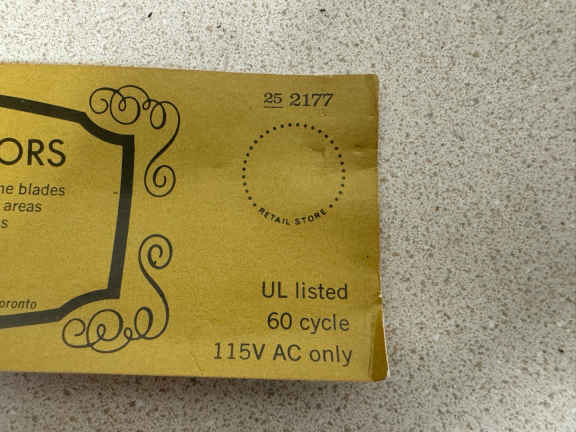 25 2177
ORS
ne blades
areas
s
oronto
RETAIL STORE
UL listed
60 cycle
115V AC only